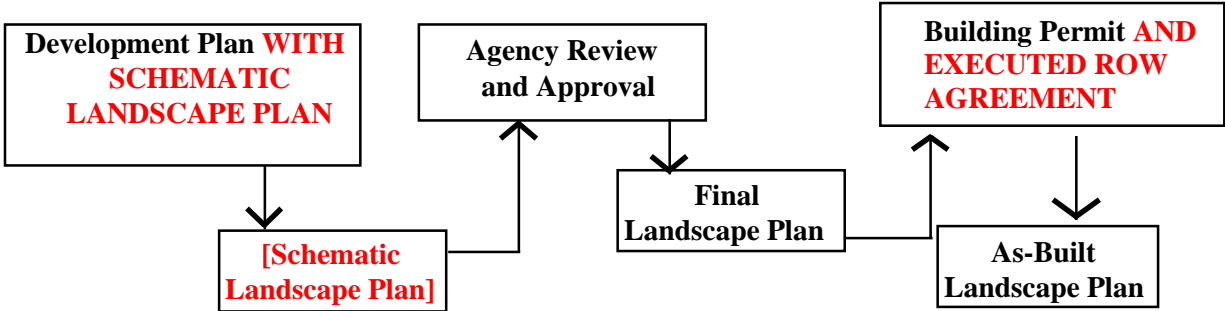 Development Plan WITH
SCHEMATIC
LANDSCAPE PLAN
[Schematic
Landscape Plan]
Agency Review
and Approval
Final
Landscape Plan
Building Permit AND
EXECUTED ROW
AGREEMENT
As-Built
Landscape Plan